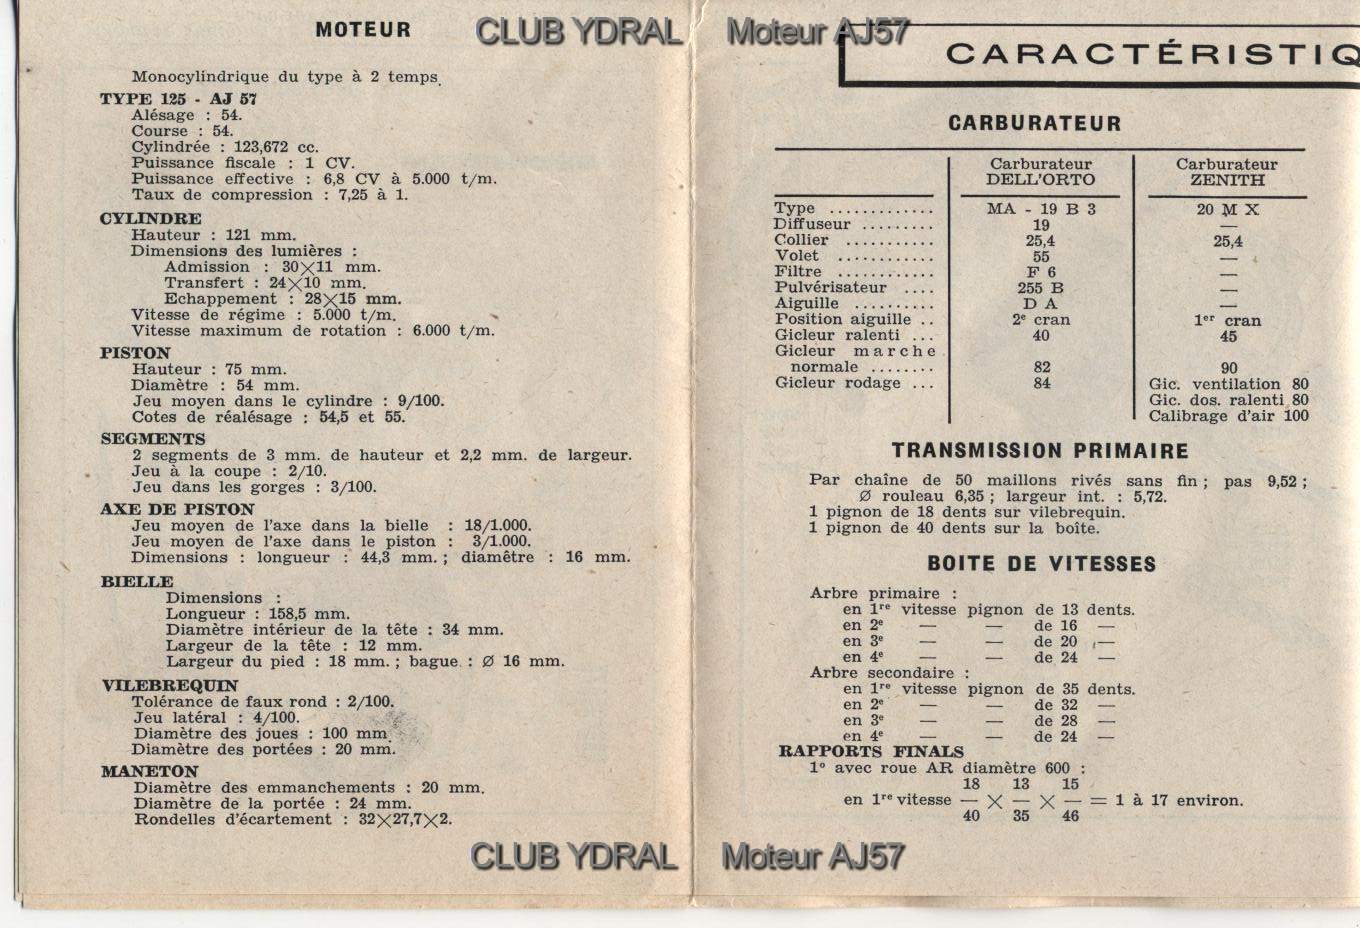 CLUB YDRAL Moteur AJ57
MOTEUR
Monocylindrique du type à 2 temps.
TYPE 125 - AJ 57
Alésage : 54.
Course : 54.
Cylindrée : 123,672 cc.
Puissance fiscale : 1 CV.
Puissance effective : 6,8 CV à 5.000 t/m.
Taux de compression : 7,25 à 1.
CYLINDRE
Hauteur : 121 mm.
Dimensions des lumières :
Admission : 30×11 mm.
Transfert : 24×10 mm.
Echappement : 28×15 mm.
Vitesse de régime : 5.000 t/m.
Vitesse maximum de rotation : 6.000 t/m.
PISTON
Hauteur : 75 mm.
Diamètre : 54 mm.
Jeu moyen dans le cylindre : 9/100.
Cotes de réalésage : 54,5 et 55.
SEGMENTS
2 segments de 3 mm. de hauteur et 2,2 mm. de largeur.
Jeu à la coupe : 2/10.
Jeu dans les gorges : 3/100.
AXE DE PISTON
Jeu moyen de l'axe dans la bielle : 18/1.000.
Jeu moyen de l'axe dans le piston : 3/1.000.
Dimensions : longueur : 44,3 mm. ; diamêtre : 16 mm.
BIELLE
Dimensions :
Longueur : 158,5 mm.
Diamètre intérieur de la tête : 34 mm.
Largeur de la tête : 12 mm.
Largeur du pied : 18 mm. ; bague : Ø 16 mm.
VILEBREQUIN
Tolérance de faux rond : 2/100.
Jeu latéral : 4/100.
Diamètre des joues : 100 mm.
Diamètre des portées : 20 mm.
MANETON
Diamètre des emmanchements : 20 mm.
Diamètre de la portée : 24 mm.
Rondelles d'écartement : 32×27,7×2.
CARACTÉRISTIQ
CARBURATEUR
Carburateur Carburateur
DELL'ORTO ZENITH
Type ............. MA - 19 B 3 20 M X
Diffuseur ......... 19 —
Collier ........... 25,4 25,4
Volet ............ 55 —
Filtre ............ F 6 —
Pulvérisateur .... 255 B —
Aiguille .......... D A —
Position aiguille .. 2e cran 1er cran
Gicleur ralenti ... 40 45
Gicleur marche
normale ........ 82 90
Gicleur rodage ... 84 Gic. ventilation 80
Gic. dos. ralenti 80
Calibrage d'air 100
TRANSMISSION PRIMAIRE
Par chaîne de 50 maillons rivés sans fin ; pas 9,52 ;
Ø rouleau 6,35 ; largeur int. : 5,72.
1 pignon de 18 dents sur vilebrequin.
1 pignon de 40 dents sur la boîte.
BOITE DE VITESSES
Arbre primaire :
en 1re vitesse pignon de 13 dents.
en 2e — — de 16 —
en 3e — — de 20 —
en 4e — — de 24 —
Arbre secondaire :
en 1re vitesse pignon de 35 dents.
en 2e — — de 32 —
en 3e — — de 28 —
en 4e — — de 24 —
RAPPORTS FINALS
1° avec roue AR diamètre 600 :
18 13 15
en 1re vitesse — × — × — = 1 à 17 environ.
40 35 46
CLUB YDRAL Moteur AJ57